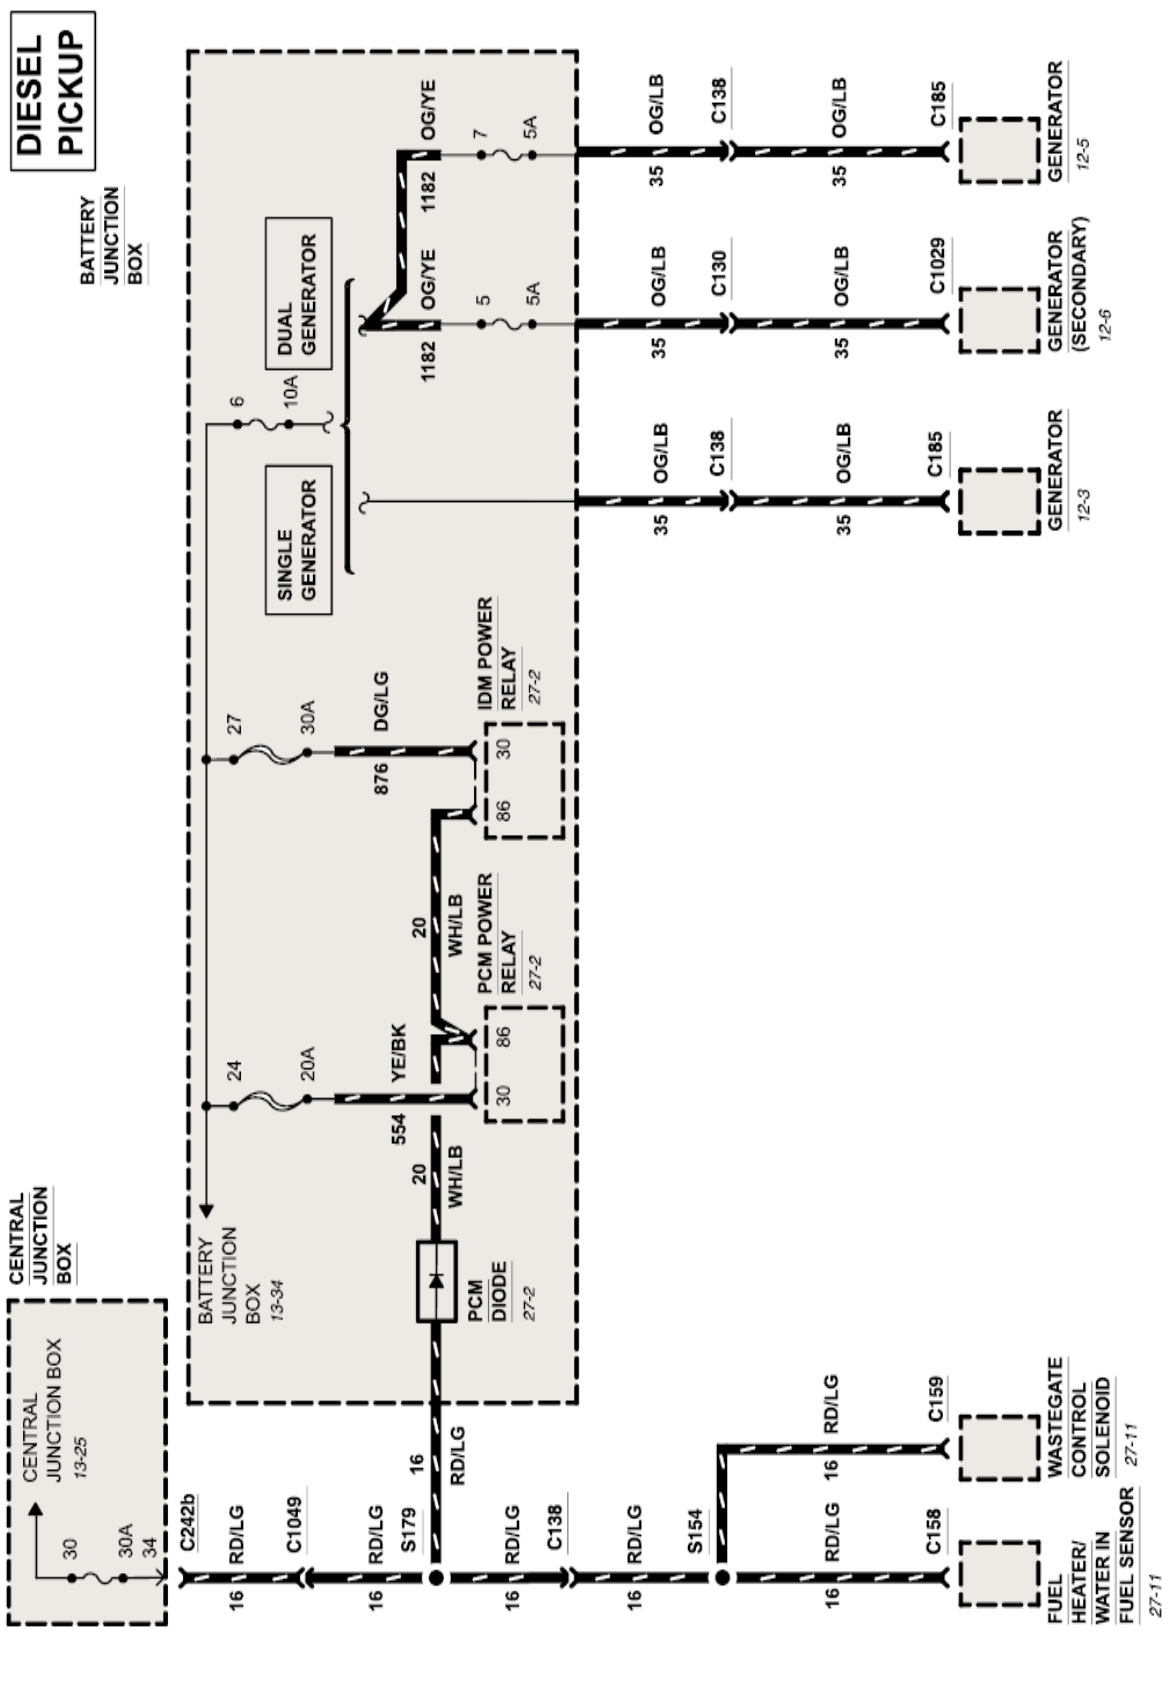 DIESEL
PICKUP
CENTRAL
JUNCTION
BOX
CENTRAL
JUNCTION BOX
13-25
30
30A
34
C242b
16
RD/LG
C1049
16
RD/LG
S179
16
RD/LG
C138
16
RD/LG
S154
16
RD/LG
C158
FUEL
HEATER/
WATER IN
FUEL SENSOR
27-11
16
RD/LG
C159
WASTEGATE
CONTROL
SOLENOID
27-11
BATTERY
JUNCTION
BOX
BATTERY
JUNCTION
BOX
13-34
16
RD/LG
PCM
DIODE
27-2
20
WH/LB
24
20A
554
YE/BK
30
86
PCM POWER
RELAY
27-2
20
WH/LB
27
30A
876
DG/LG
86
30
IDM POWER
RELAY
27-2
6
10A
SINGLE
GENERATOR
DUAL
GENERATOR
1182
OG/YE
5
5A
1182
OG/YE
7
5A
35
OG/LB
C138
35
OG/LB
C185
GENERATOR
12-3
35
OG/LB
C130
35
OG/LB
C1029
GENERATOR
(SECONDARY)
12-6
35
OG/LB
C138
35
OG/LB
C185
GENERATOR
12-5